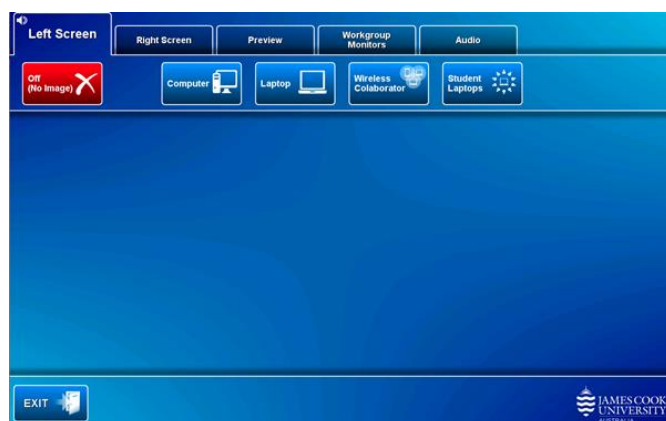 Left Screen
Right Screen
Preview
Workgroup
Monitors
Audio
Off
(No Image)
Computer
Laptop
Wireless
Colaborator
Student
Laptops
EXIT
JAMES COOK
UNIVERSITY
AUSTRALIA